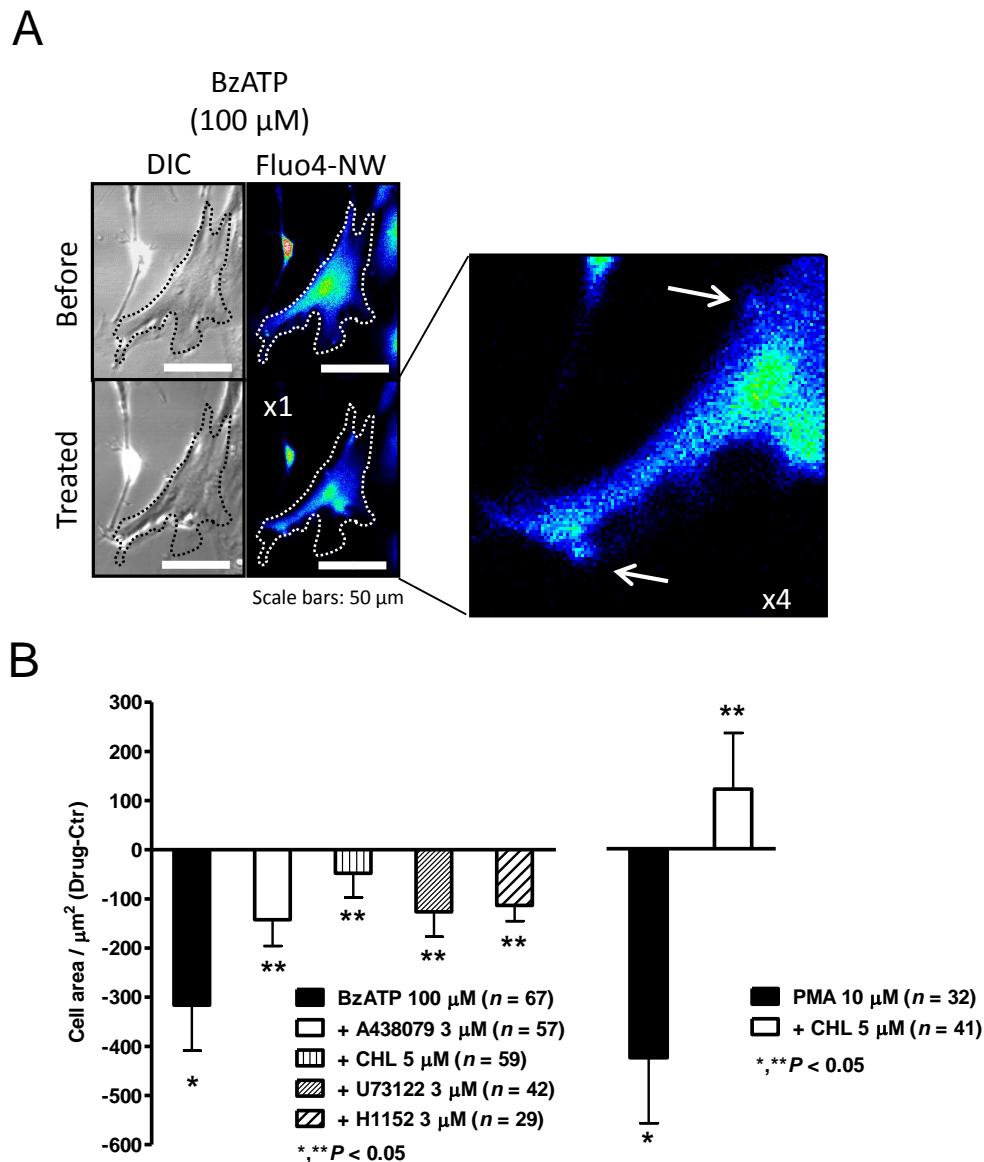 A
BzATP
(100 µM)
DIC Fluo4-NW
Before
Treated
x1
Scale bars: 50 µm
x4
B
Cell area / µm² (Drug-Ctr)
300
200
100
0
-100
-200
-300
-400
-500
-600
*
**
**
**
**
*
**
BzATP 100 µM (n = 67)
+ A438079 3 µM (n = 57)
+ CHL 5 µM (n = 59)
+ U73122 3 µM (n = 42)
+ H1152 3 µM (n = 29)
*,**P < 0.05
PMA 10 µM (n = 32)
+ CHL 5 µM (n = 41)
*,**P < 0.05